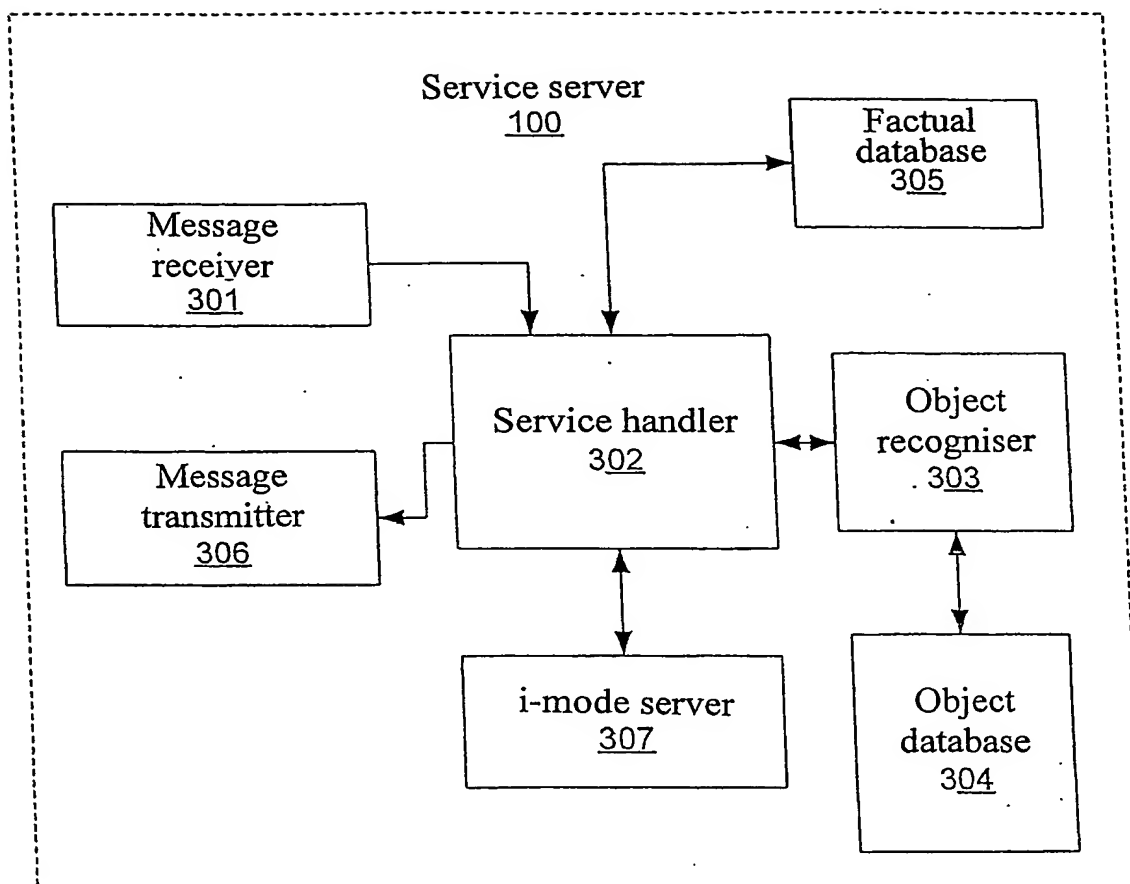 Service server
100
Factual
database
305
Message
receiver
301
Service handler
302
Object
recogniser
303
Message
transmitter
306
i-mode server
307
Object
database
304